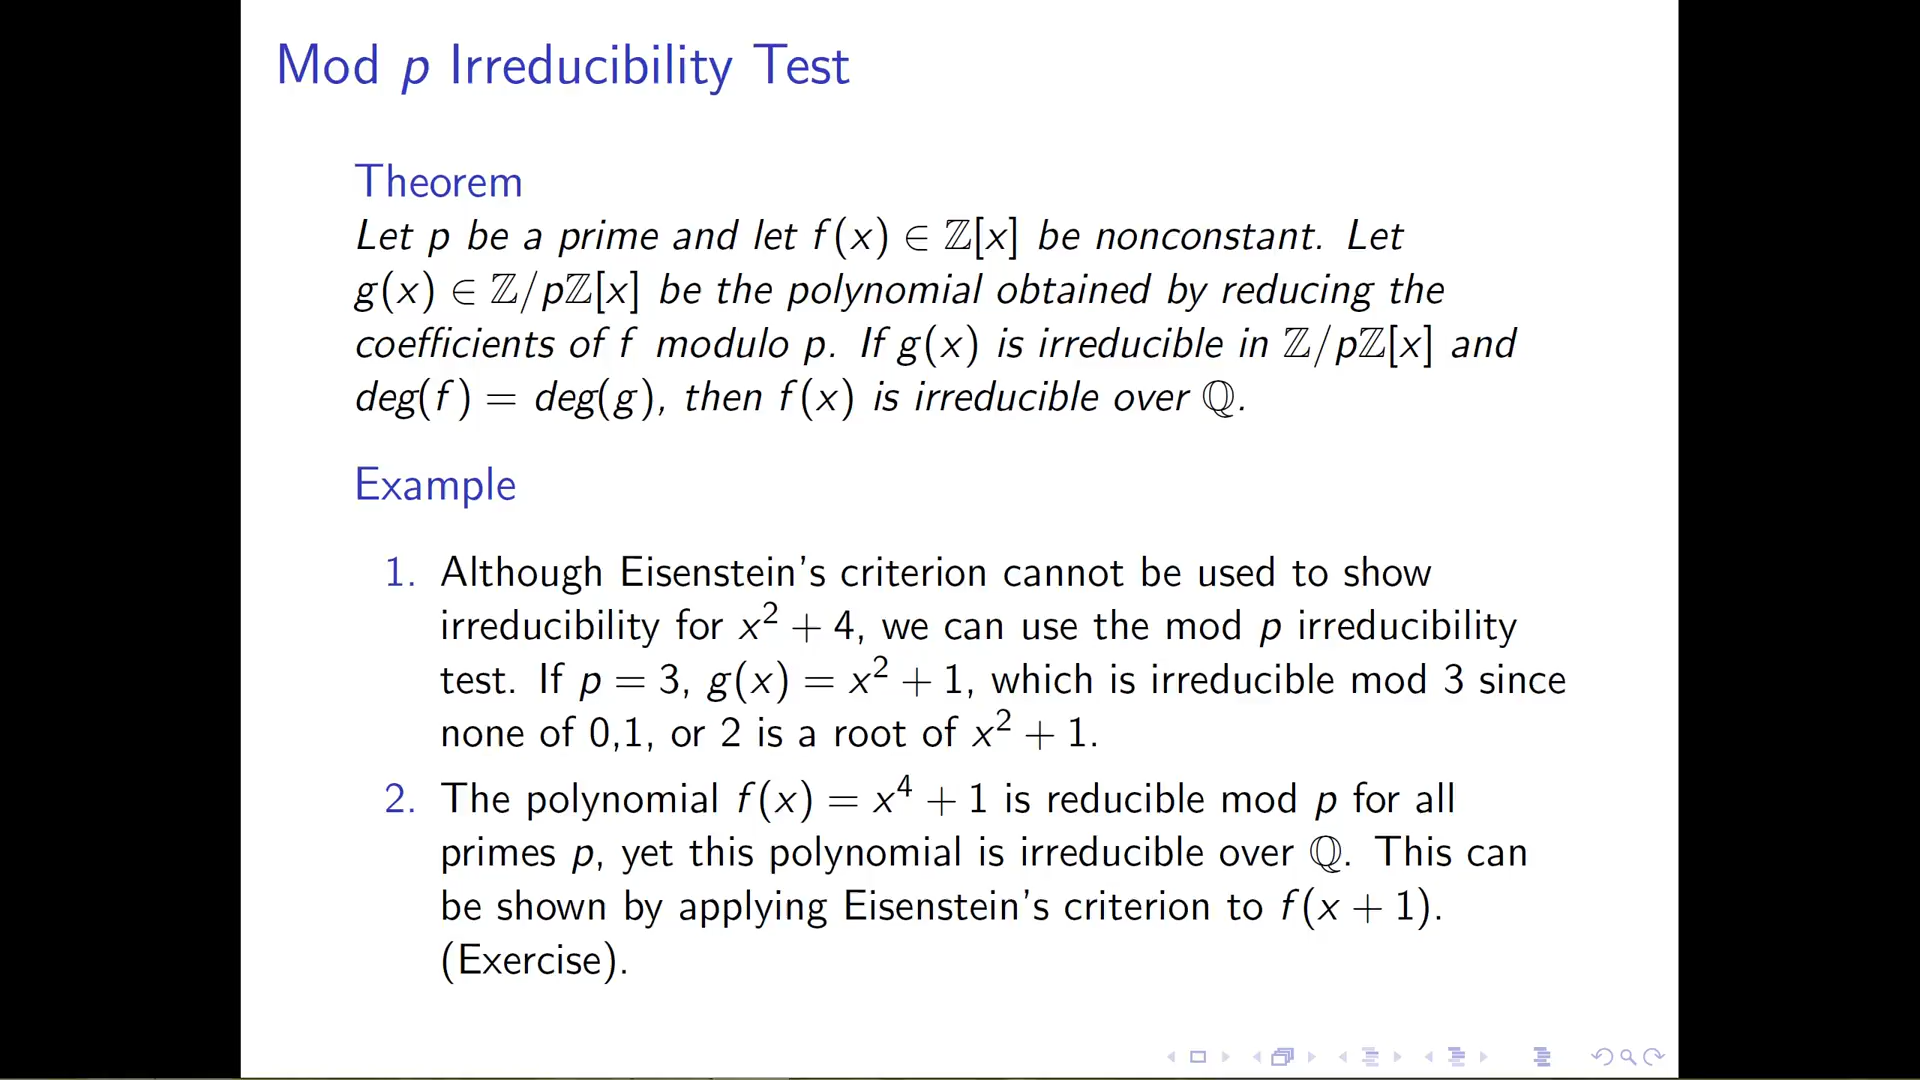 Mod p Irreducibility Test
Theorem
Let p be a prime and let f(x) ∈ ℤ[x] be nonconstant. Let
g(x) ∈ ℤ/pℤ[x] be the polynomial obtained by reducing the
coefficients of f modulo p. If g(x) is irreducible in ℤ/pℤ[x] and
deg(f) = deg(g), then f(x) is irreducible over ℚ.
Example
1. Although Eisenstein's criterion cannot be used to show
irreducibility for x² + 4, we can use the mod p irreducibility
test. If p = 3, g(x) = x² + 1, which is irreducible mod 3 since
none of 0,1, or 2 is a root of x² + 1.
2. The polynomial f(x) = x⁴ + 1 is reducible mod p for all
primes p, yet this polynomial is irreducible over ℚ. This can
be shown by applying Eisenstein's criterion to f(x + 1).
(Exercise).